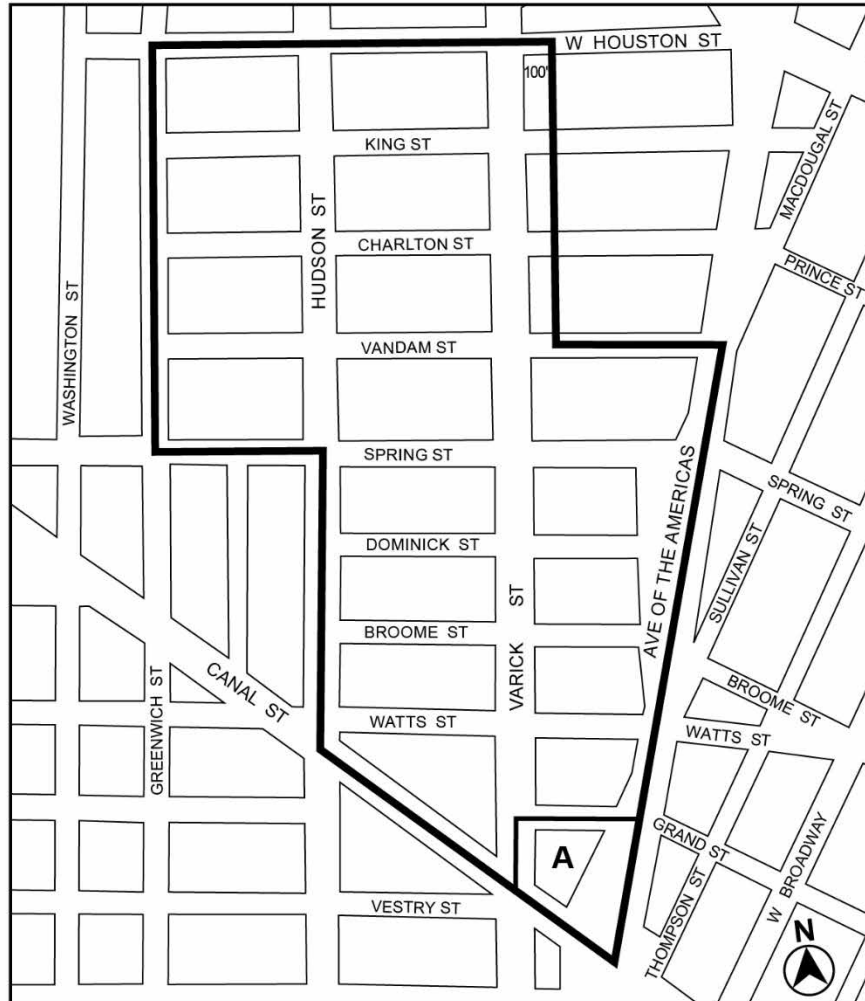 W HOUSTON ST
100'
KING ST
MACDOUGAL ST
HUDSON ST
CHARLTON ST
PRINCE ST
WASHINGTON ST
VANDAM ST
SPRING ST
SPRING ST
AVE OF THE AMERICAS
DOMINICK ST
SULLIVAN ST
VARICK ST
BROOME ST
CANAL ST
BROOME ST
GREENWICH ST
WATTS ST
WATTS ST
GRAND ST
A
W BROADWAY
VESTRY ST
THOMPSON ST
N